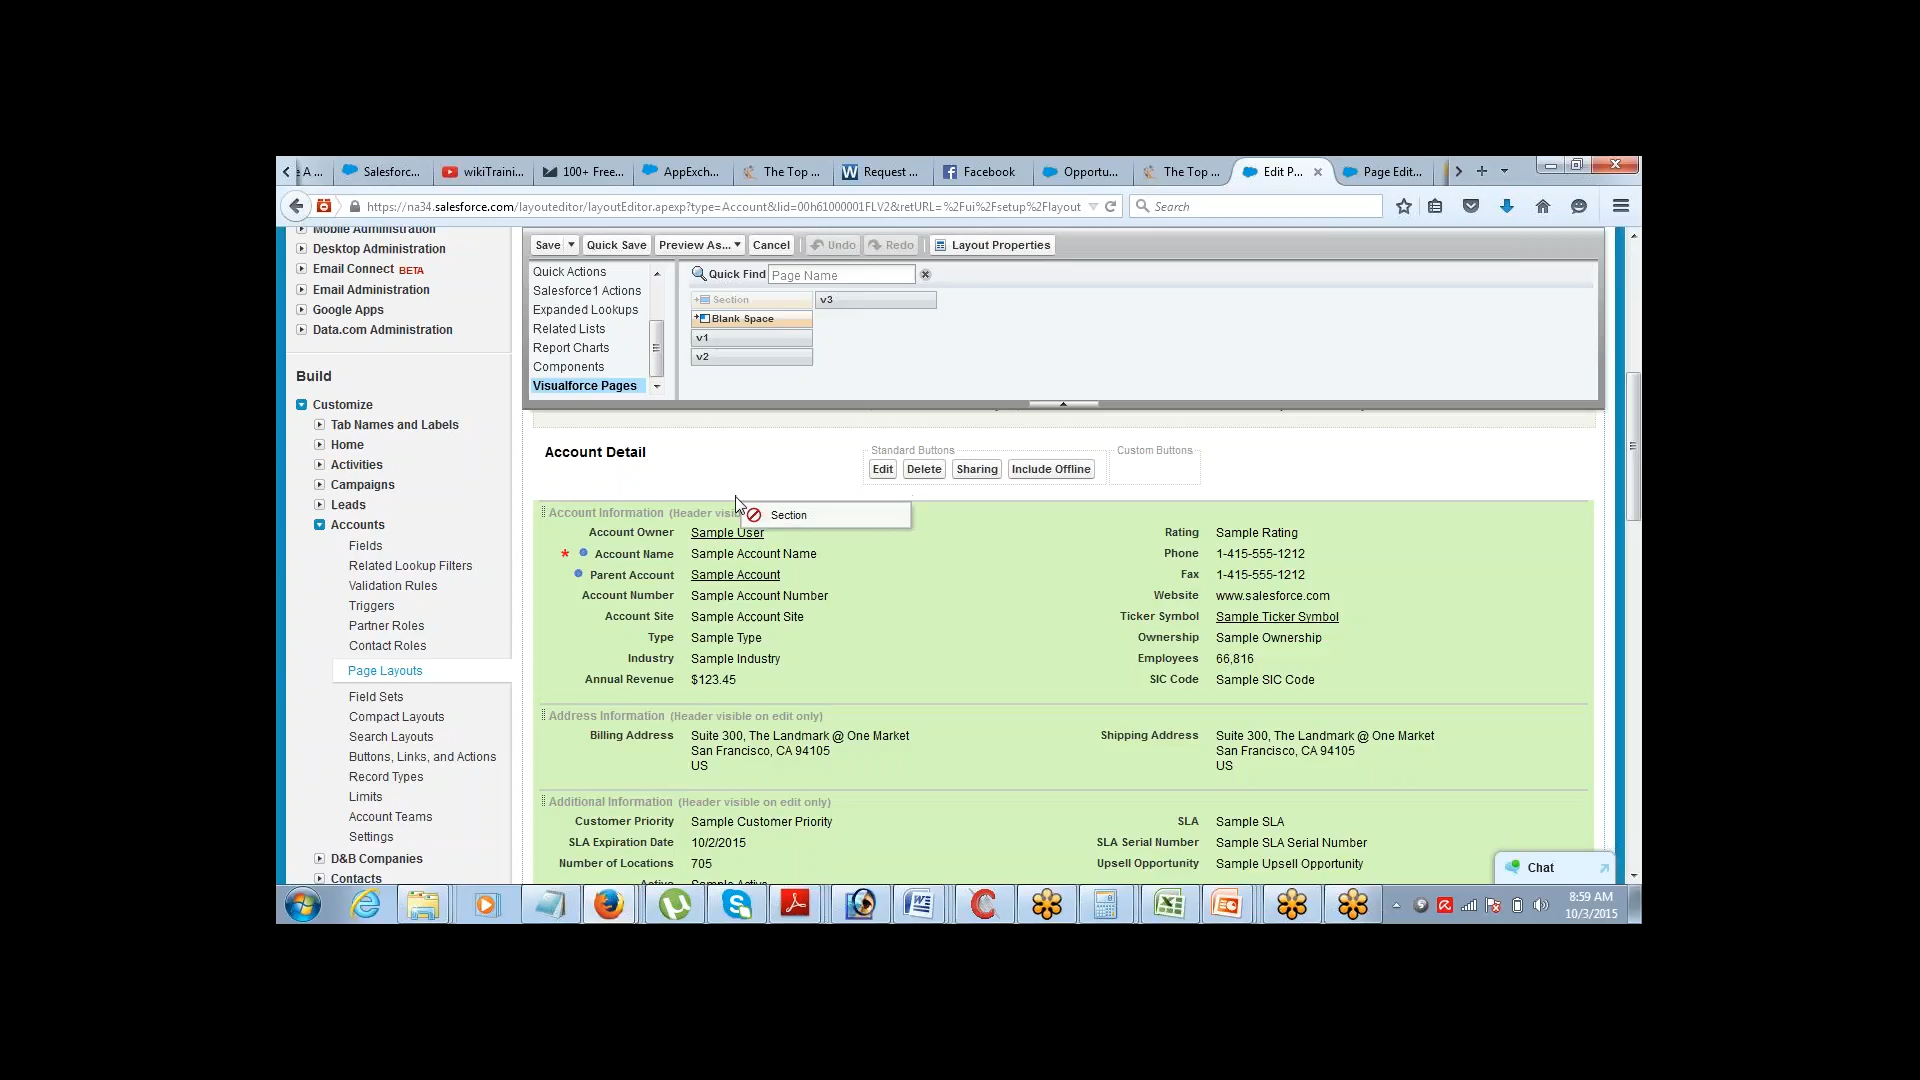 e A ...
Salesforc...
wikiTraini...
100+ Free...
AppExch...
The Top ...
Request ...
Facebook
Opportu...
The Top ...
Edit P...
Page Edit...
https://na34.salesforce.com/layouteditor/layoutEditor.apexp?type=Account&lid=00h61000001FLV2&retURL=%2Fui%2Fsetup%2Flayout
Search
Mobile Administration
Desktop Administration
Email Connect BETA
Email Administration
Google Apps
Data.com Administration
Build
Customize
Tab Names and Labels
Home
Activities
Campaigns
Leads
Accounts
Fields
Related Lookup Filters
Validation Rules
Triggers
Partner Roles
Contact Roles
Page Layouts
Field Sets
Compact Layouts
Search Layouts
Buttons, Links, and Actions
Record Types
Limits
Account Teams
Settings
D&B Companies
Contacts
Save
Quick Save
Preview As...
Cancel
Undo
Redo
Layout Properties
Quick Actions
Salesforce1 Actions
Expanded Lookups
Related Lists
Report Charts
Components
Visualforce Pages
Quick Find Page Name
Section
v3
Blank Space
v1
v2
Account Detail
Standard Buttons
Edit Delete Sharing Include Offline
Custom Buttons
Account Information (Header visi
Section
Account Owner Sample User
Rating Sample Rating
* Account Name Sample Account Name
Phone 1-415-555-1212
Parent Account Sample Account
Fax 1-415-555-1212
Account Number Sample Account Number
Website www.salesforce.com
Account Site Sample Account Site
Ticker Symbol Sample Ticker Symbol
Type Sample Type
Ownership Sample Ownership
Industry Sample Industry
Employees 66,816
Annual Revenue $123.45
SIC Code Sample SIC Code
Address Information (Header visible on edit only)
Billing Address Suite 300, The Landmark @ One Market
San Francisco, CA 94105
US
Shipping Address Suite 300, The Landmark @ One Market
San Francisco, CA 94105
US
Additional Information (Header visible on edit only)
Customer Priority Sample Customer Priority
SLA Sample SLA
SLA Expiration Date 10/2/2015
SLA Serial Number Sample SLA Serial Number
Number of Locations 705
Upsell Opportunity Sample Upsell Opportunity
Active Sample Active
Chat
8:59 AM
10/3/2015